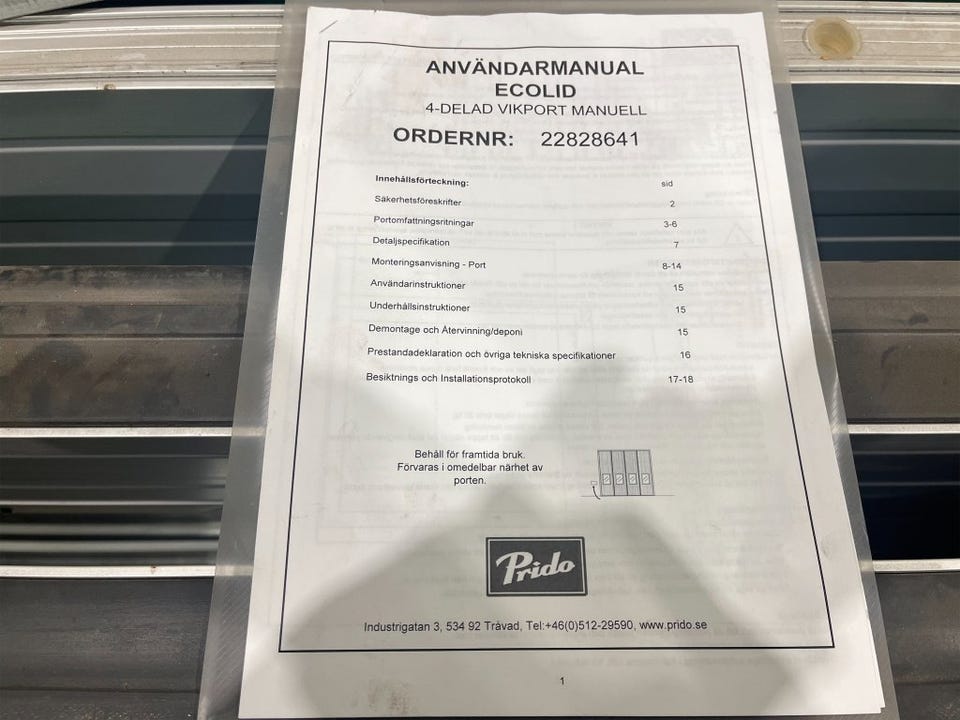 ANVÄNDARMANUAL
ECOLID
4-DELAD VIKPORT MANUELL
ORDERNR: 22828641
Innehållsförteckning: sid
Säkerhetsföreskrifter 2
Portomfattningsritningar 3-6
Detaljspecifikation 7
Monteringsanvisning - Port 8-14
Användarinstruktioner 15
Underhållsinstruktioner 15
Demontage och Återvinning/deponi 15
Prestandadeklaration och övriga tekniska specifikationer 16
Besiktnings och Installationsprotokoll 17-18
Behåll för framtida bruk.
Förvaras i omedelbar närhet av
porten.
Prido
Industrigatan 3, 534 92 Tråvad, Tel:+46(0)512-29590, www.prido.se
1